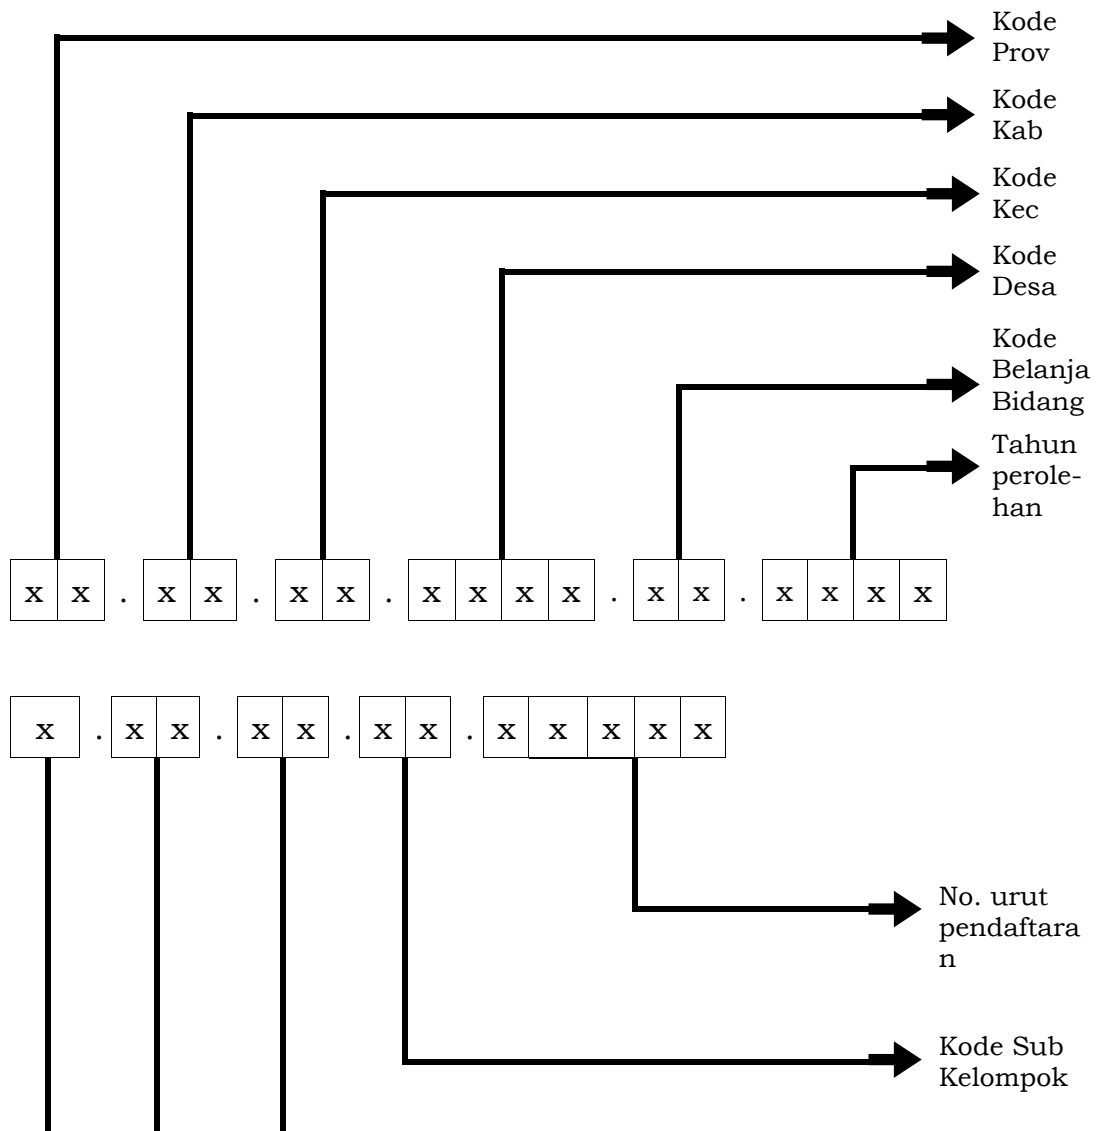 Kode
Prov
Kode
Kab
Kode
Kec
Kode
Desa
Kode
Belanja
Bidang
Tahun
perole-
han
x x . x x . x x . x x x x . x x . x x x x
x . x x . x x . x x . x x x x x
No. urut
pendaftara
n
Kode Sub
Kelompok